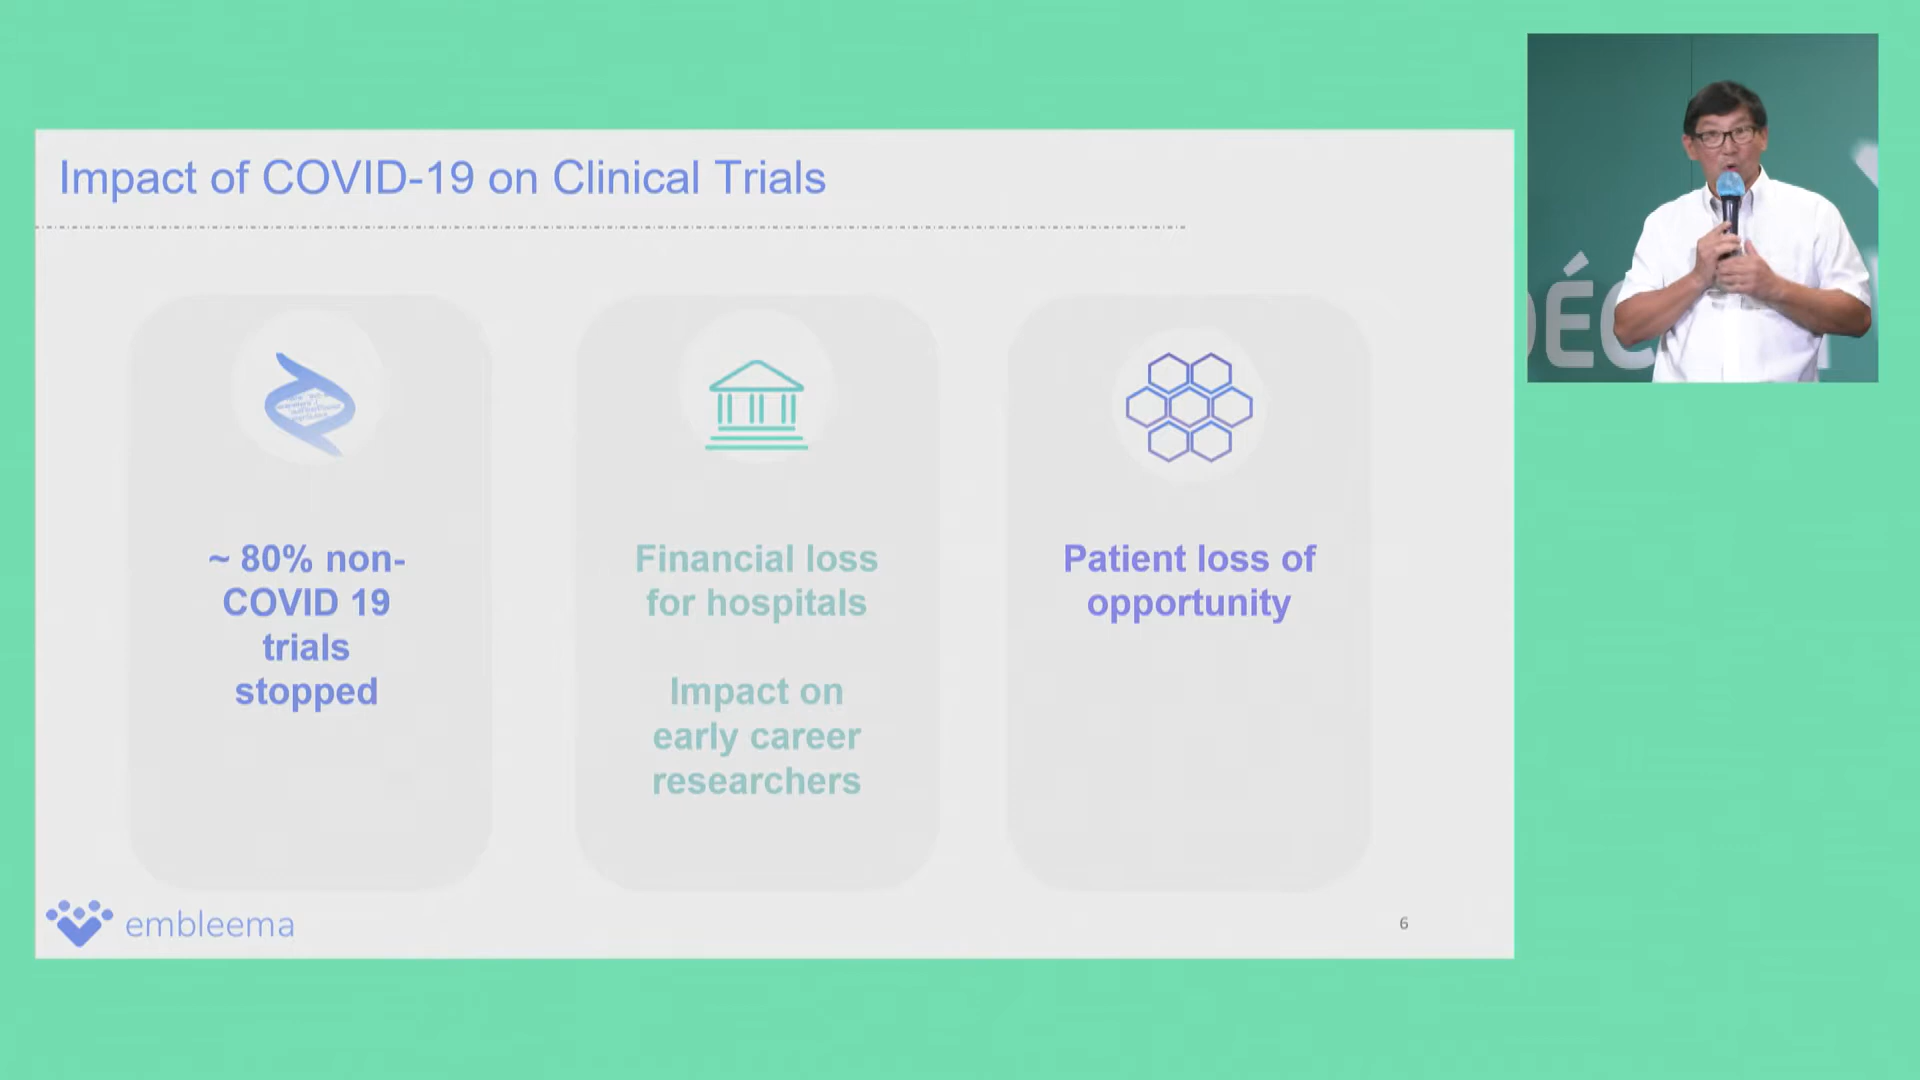 Impact of COVID-19 on Clinical Trials
~ 80% non-
COVID 19
trials
stopped
Financial loss
for hospitals
Impact on
early career
researchers
Patient loss of
opportunity
embleema
6
DÉC